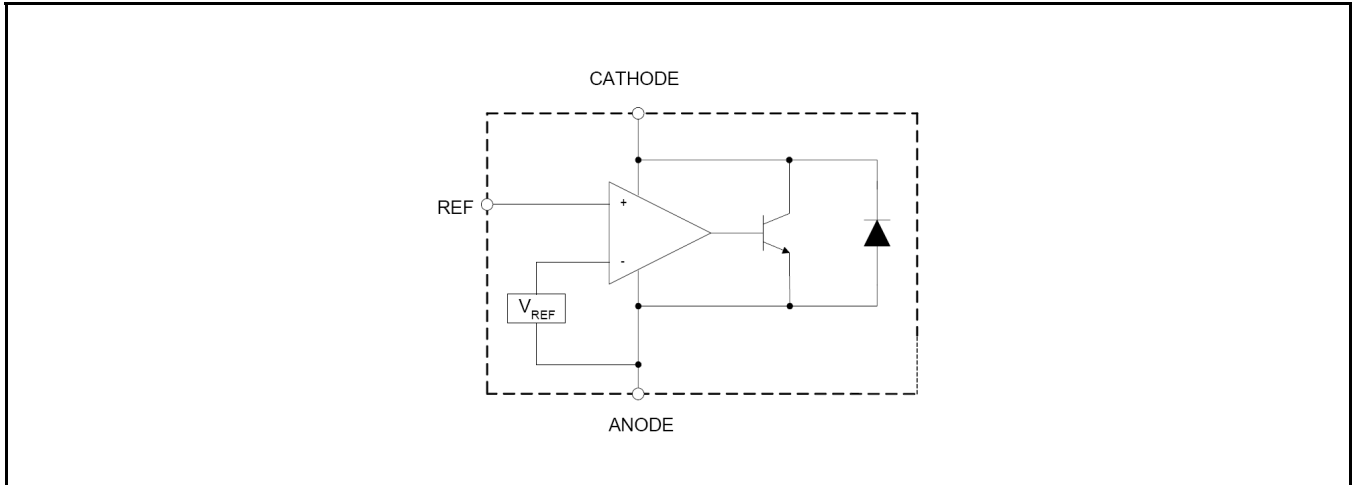 CATHODE
REF
+
-
VREF
ANODE